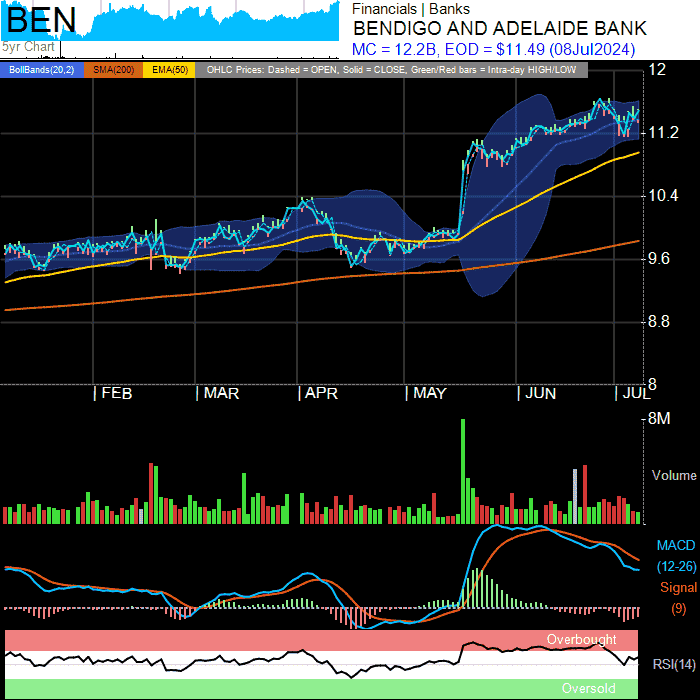 BEN
5yr Chart
Financials | Banks
BENDIGO AND ADELAIDE BANK
MC = 12.2B, EOD = $11.49 (08Jul2024)
BollBands(20,2) SMA(200) EMA(50) OHLC Prices: Dashed = OPEN, Solid = CLOSE, Green/Red bars = Intra-day HIGH/LOW
12
11.2
10.4
9.6
8.8
8
| FEB | MAR | APR | MAY | JUN | JUL
8M
Volume
MACD
(12-26)
Signal
(9)
Overbought
RSI(14)
Oversold